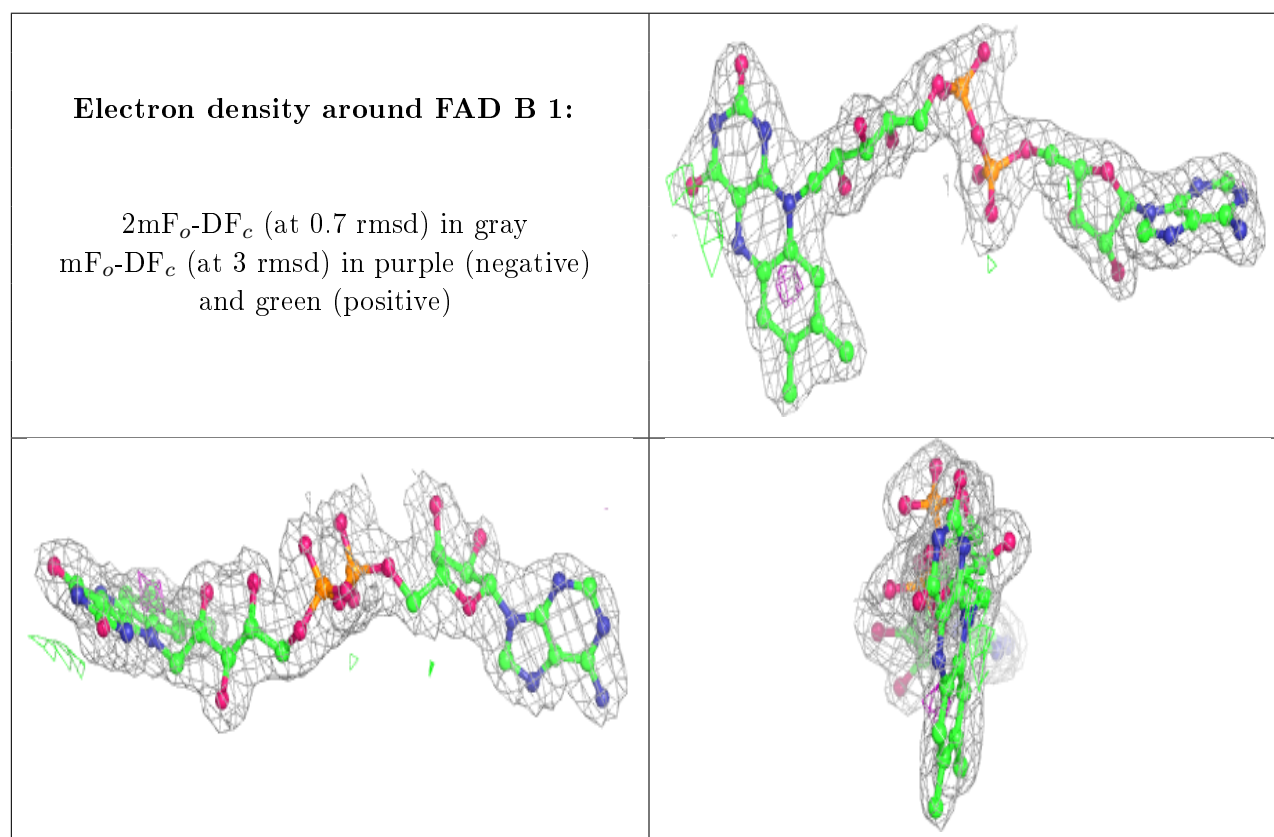 Electron density around FAD B 1:
2mFₒ-DF𝒸 (at 0.7 rmsd) in gray
mFₒ-DF𝒸 (at 3 rmsd) in purple (negative)
and green (positive)